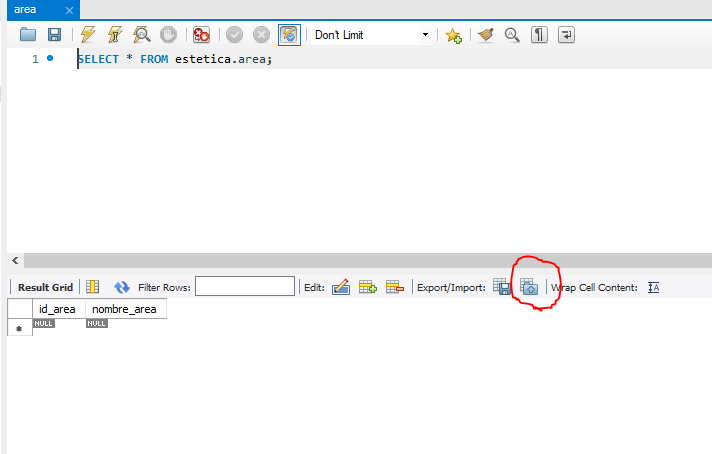 area
Don't Limit
1 SELECT * FROM estetica.area;
Result Grid Filter Rows: Edit: Export/Import: Wrap Cell Content: IA
id_area nombre_area
NULL NULL